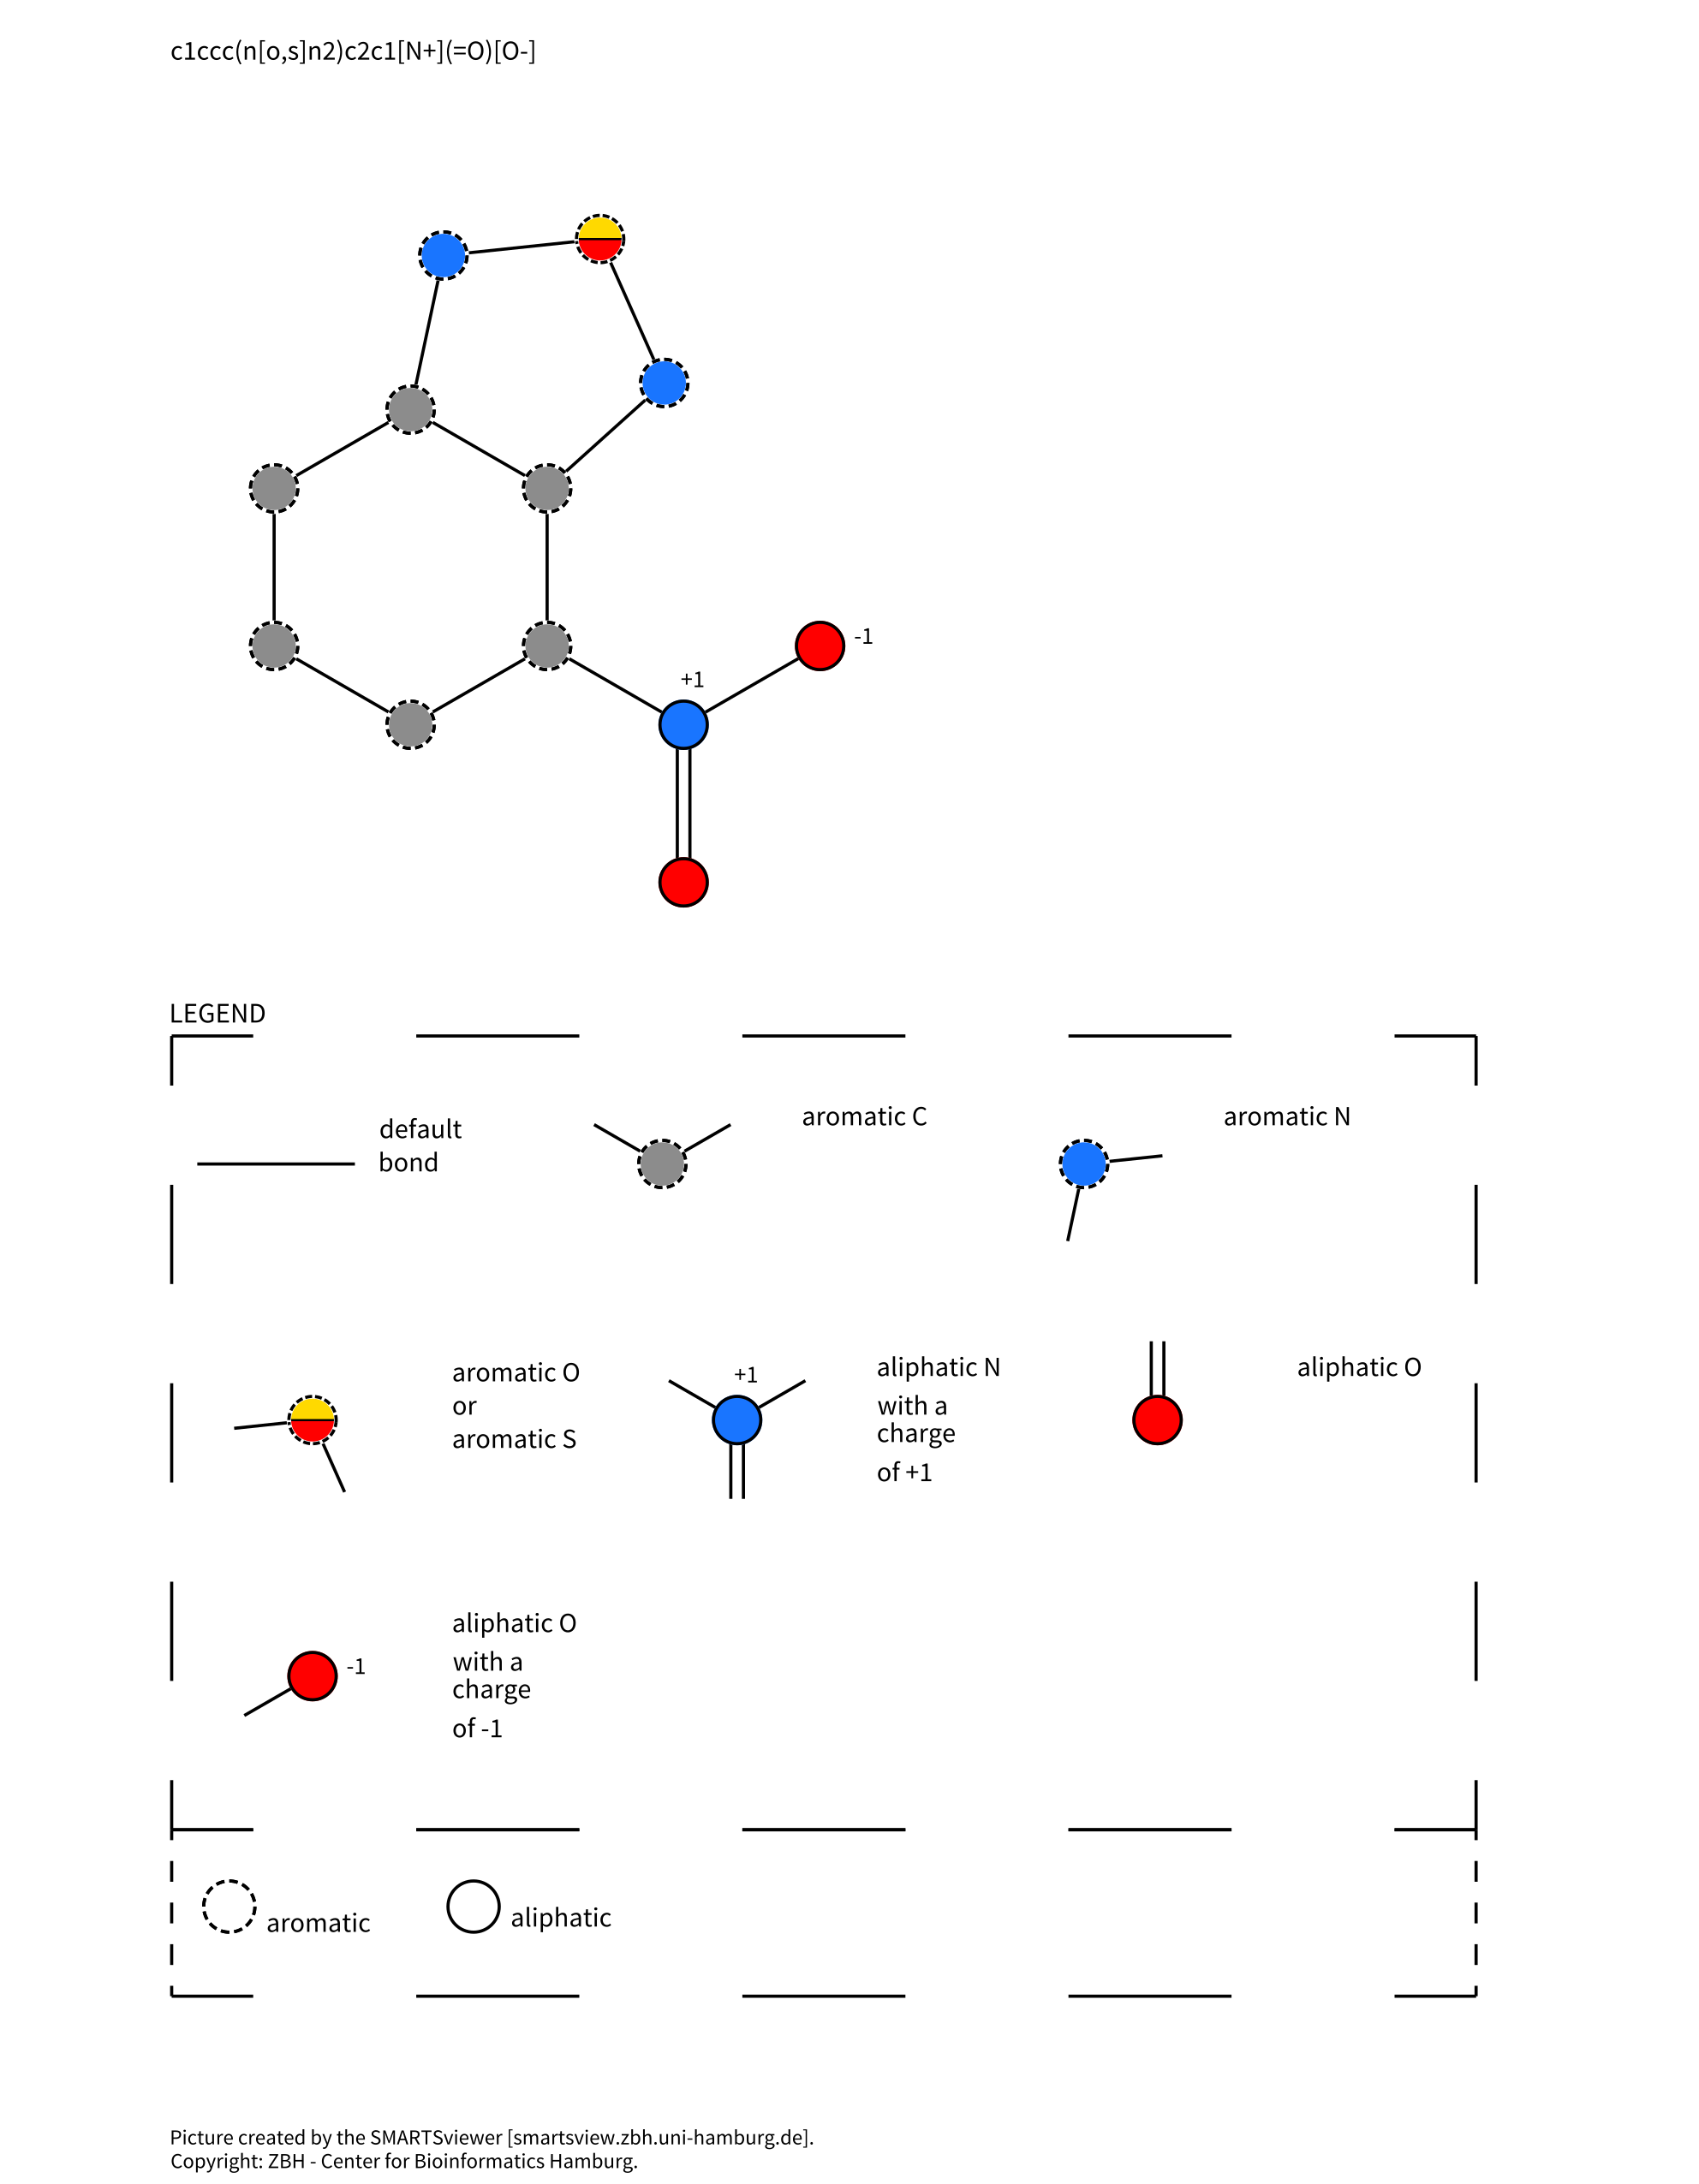 c1ccc(n[o,s]n2)c2c1[N+](=O)[O-]
-1
+1
LEGEND
default
bond
aromatic C
aromatic N
aromatic O
or
aromatic S
+1
aliphatic N
with a
charge
of +1
aliphatic O
-1
aliphatic O
with a
charge
of -1
aromatic
aliphatic
Picture created by the SMARTSviewer [smartsview.zbh.uni-hamburg.de].
Copyright: ZBH - Center for Bioinformatics Hamburg.